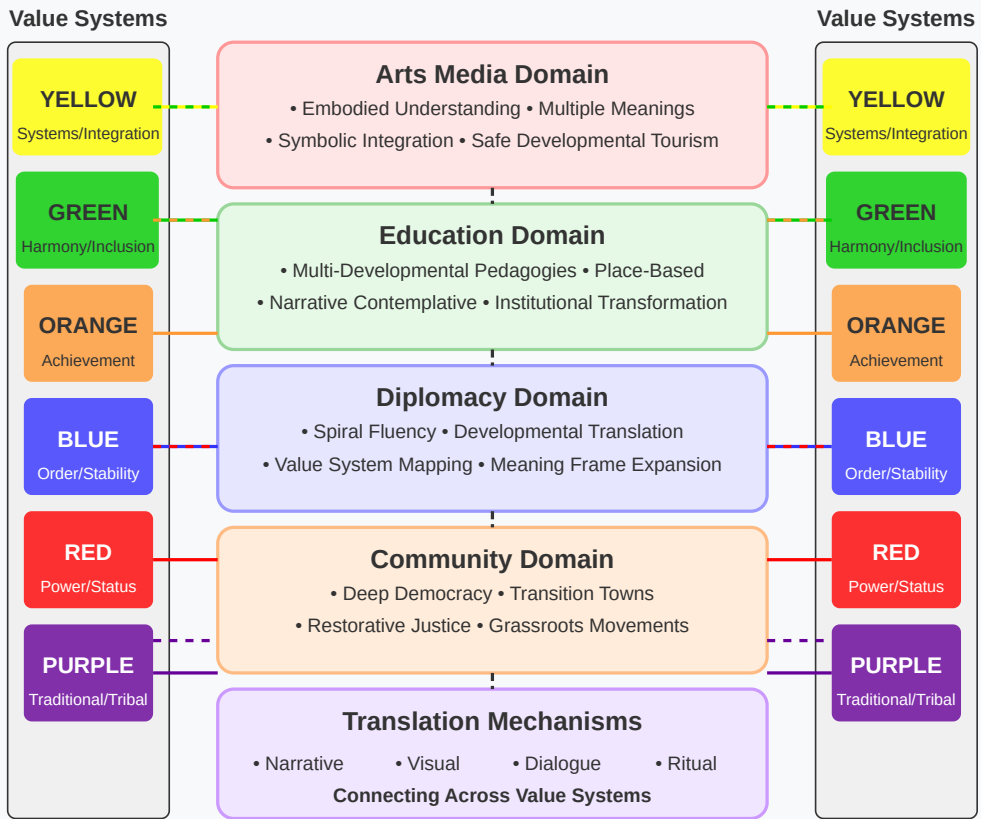 Value Systems
YELLOW
Systems/Integration
GREEN
Harmony/Inclusion
ORANGE
Achievement
BLUE
Order/Stability
RED
Power/Status
PURPLE
Traditional/Tribal
Arts Media Domain
• Embodied Understanding • Multiple Meanings
• Symbolic Integration • Safe Developmental Tourism
Education Domain
• Multi-Developmental Pedagogies • Place-Based
• Narrative Contemplative • Institutional Transformation
Diplomacy Domain
• Spiral Fluency • Developmental Translation
• Value System Mapping • Meaning Frame Expansion
Community Domain
• Deep Democracy • Transition Towns
• Restorative Justice • Grassroots Movements
Translation Mechanisms
• Narrative • Visual • Dialogue • Ritual
Connecting Across Value Systems
Value Systems
YELLOW
Systems/Integration
GREEN
Harmony/Inclusion
ORANGE
Achievement
BLUE
Order/Stability
RED
Power/Status
PURPLE
Traditional/Tribal